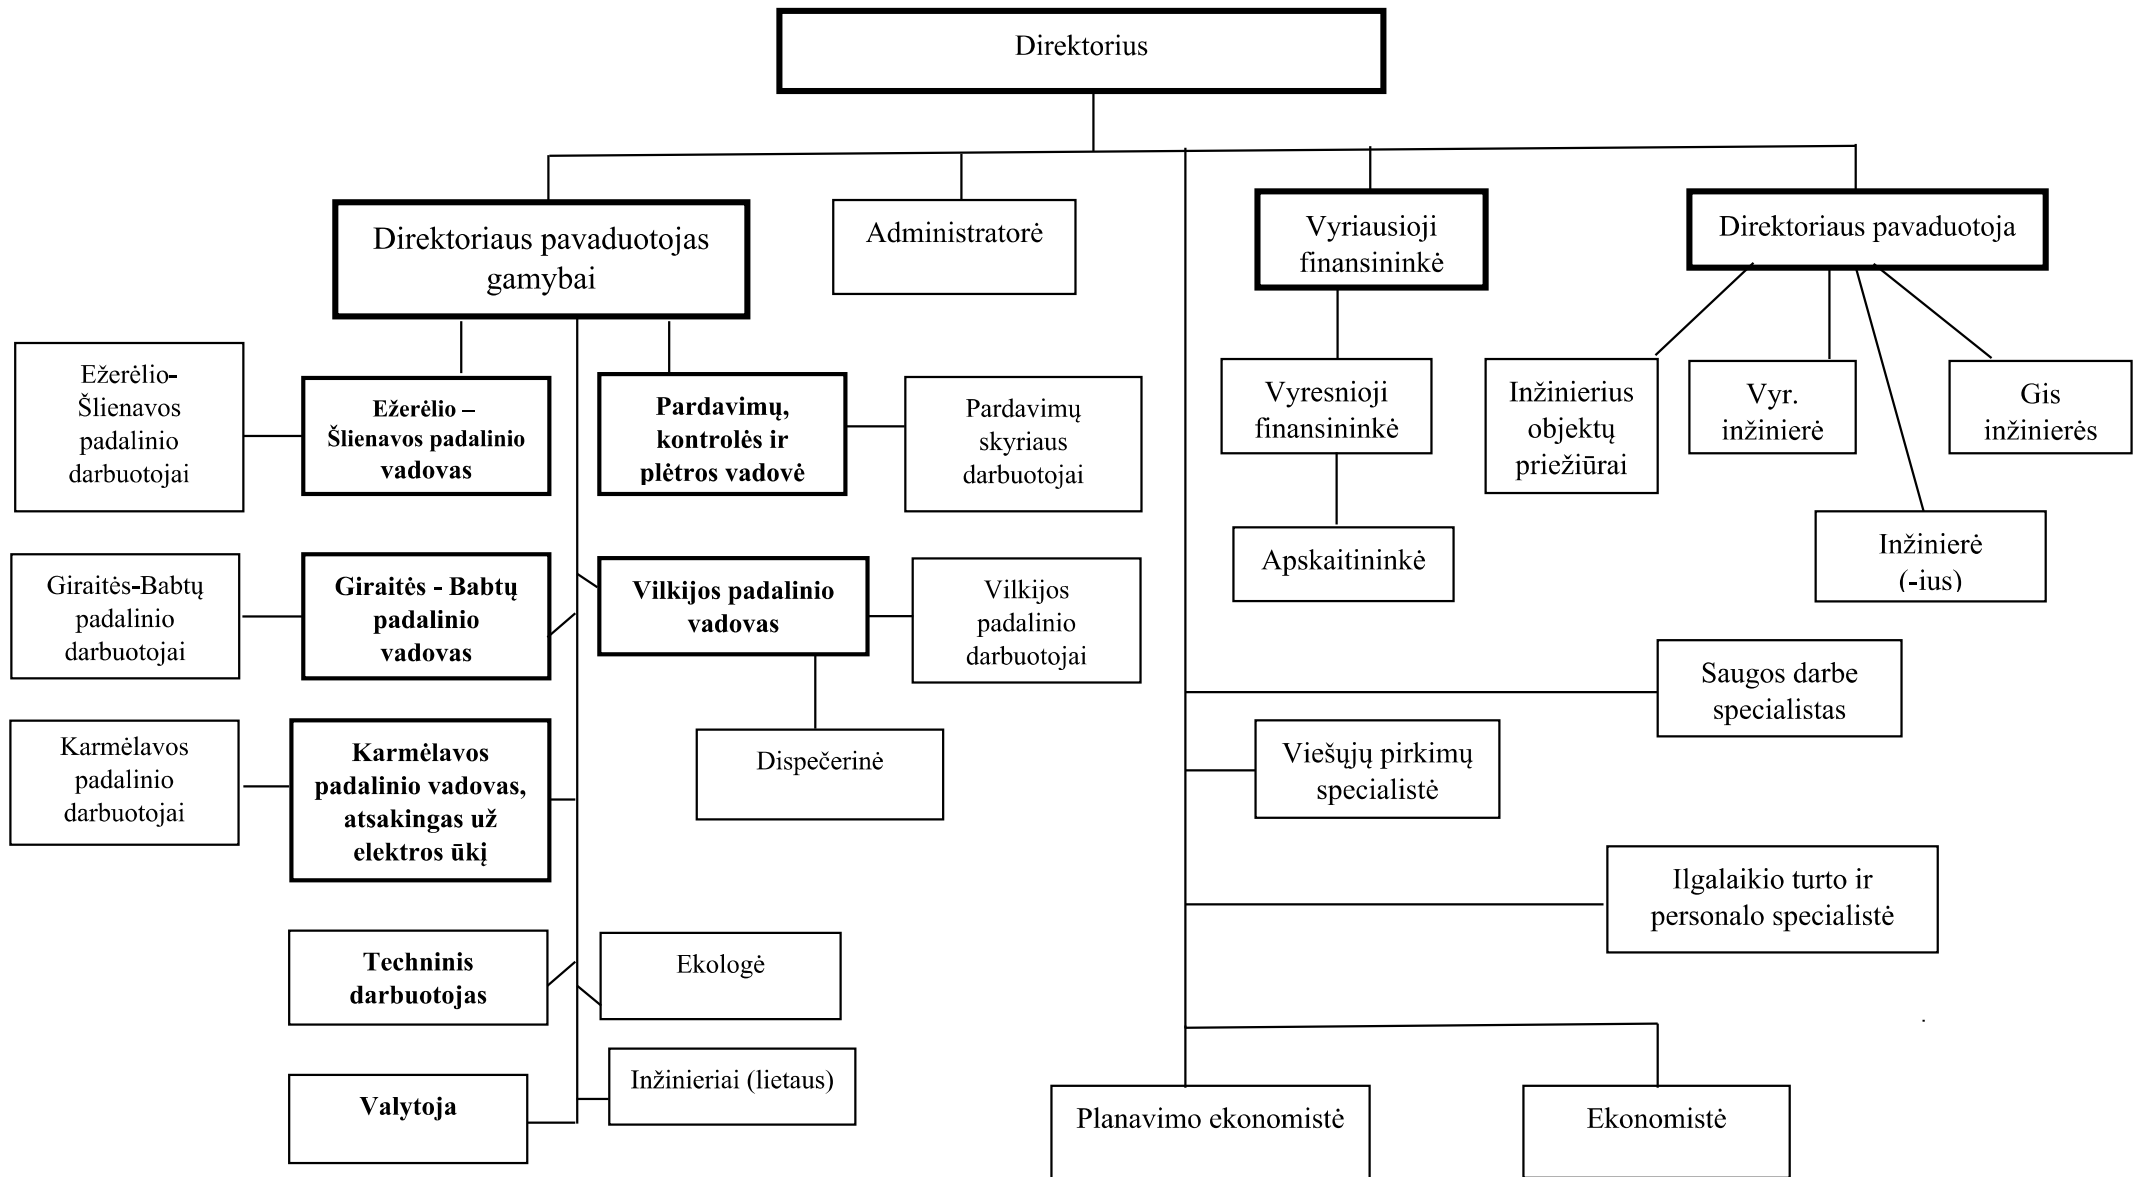 Direktorius
Direktoriaus pavaduotojas
gamybai
Administratorė
Vyriausioji
finansininkė
Direktoriaus pavaduotoja
Ežerėlio-
Šlienavos
padalinio
darbuotojai
Ežerėlio –
Šlienavos padalinio
vadovas
Pardavimų,
kontrolės ir
plėtros vadovė
Pardavimų
skyriaus
darbuotojai
Vyresnioji
finansininkė
Inžinierius
objektų
priežiūrai
Vyr.
inžinierė
Gis
inžinierės
Apskaitininkė
Inžinierė
(-ius)
Giraitės-Babtų
padalinio
darbuotojai
Giraitės - Babtų
padalinio
vadovas
Vilkijos padalinio
vadovas
Vilkijos
padalinio
darbuotojai
Saugos darbe
specialistas
Karmėlavos
padalinio
darbuotojai
Karmėlavos
padalinio vadovas,
atsakingas už
elektros ūkį
Dispečerinė
Viešųjų pirkimų
specialistė
Ilgalaikio turto ir
personalo specialistė
Techninis
darbuotojas
Ekologė
Valytoja
Inžinieriai (lietaus)
Planavimo ekonomistė
Ekonomistė